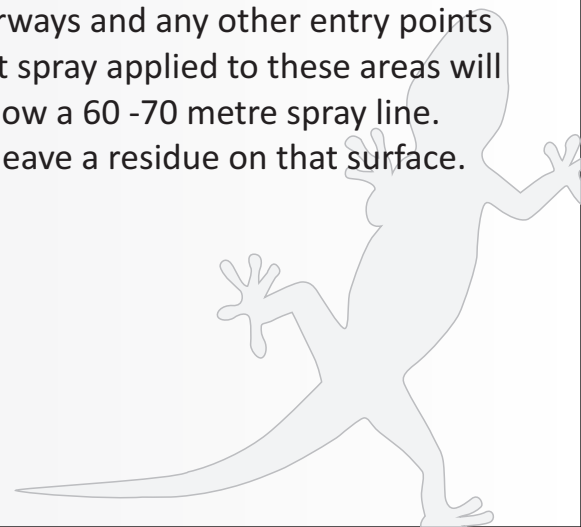 rways and any other entry points
t spray applied to these areas will
ow a 60 -70 metre spray line.
eave a residue on that surface.